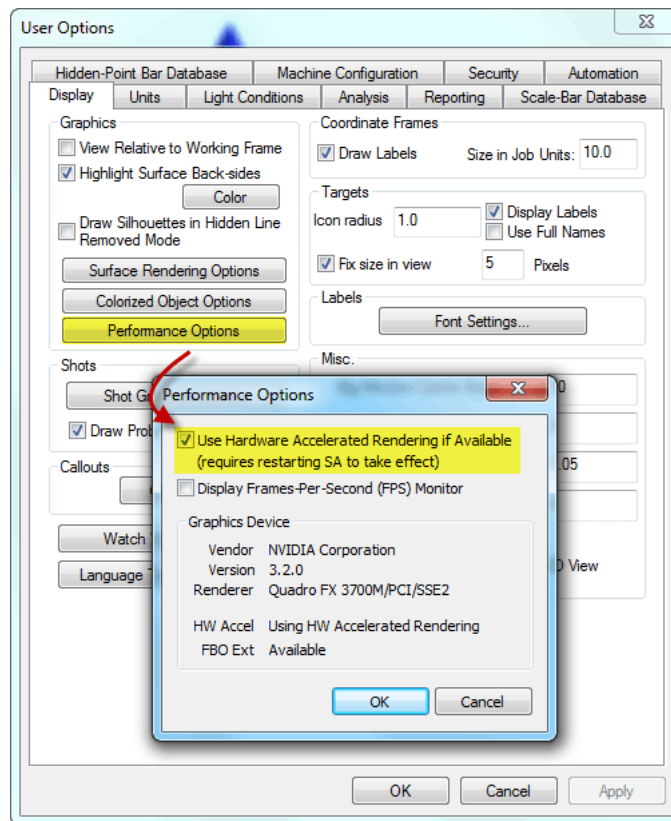 User Options
Hidden-Point Bar Database
Machine Configuration
Security
Automation
Display
Units
Light Conditions
Analysis
Reporting
Scale-Bar Database
Graphics
View Relative to Working Frame
Highlight Surface Back-sides
Color
Draw Silhouettes in Hidden Line
Removed Mode
Surface Rendering Options
Colorized Object Options
Performance Options
Coordinate Frames
Draw Labels
Size in Job Units: 10.0
Targets
Icon radius 1.0
Display Labels
Use Full Names
Fix size in view 5 Pixels
Labels
Font Settings...
Shots
Shot
Draw
Callouts
Watch
Language
Misc.
0
.05
View
Performance Options
Use Hardware Accelerated Rendering if Available
(requires restarting SA to take effect)
Display Frames-Per-Second (FPS) Monitor
Graphics Device
Vendor NVIDIA Corporation
Version 3.2.0
Renderer Quadro FX 3700M/PCI/SSE2
HW Accel Using HW Accelerated Rendering
FBO Ext Available
OK
Cancel
OK
Cancel
Apply